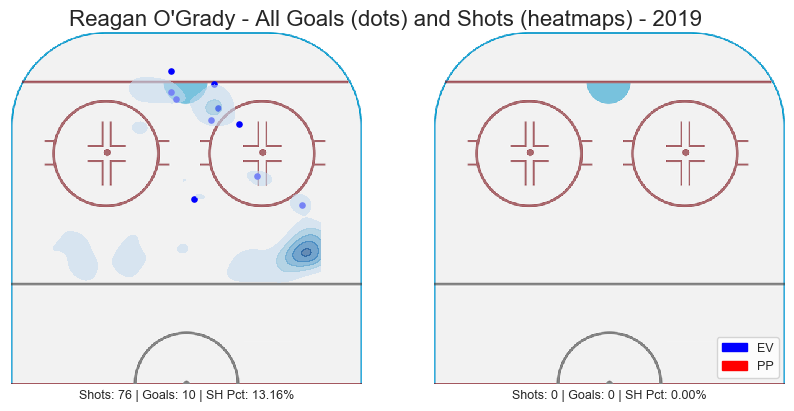 Reagan O'Grady - All Goals (dots) and Shots (heatmaps) - 2019
EV
PP
Shots: 76 | Goals: 10 | SH Pct: 13.16%
Shots: 0 | Goals: 0 | SH Pct: 0.00%